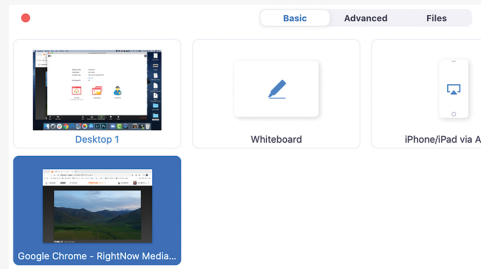 Basic Advanced Files
Desktop 1 Whiteboard iPhone/iPad via A
Google Chrome - RightNow Media...